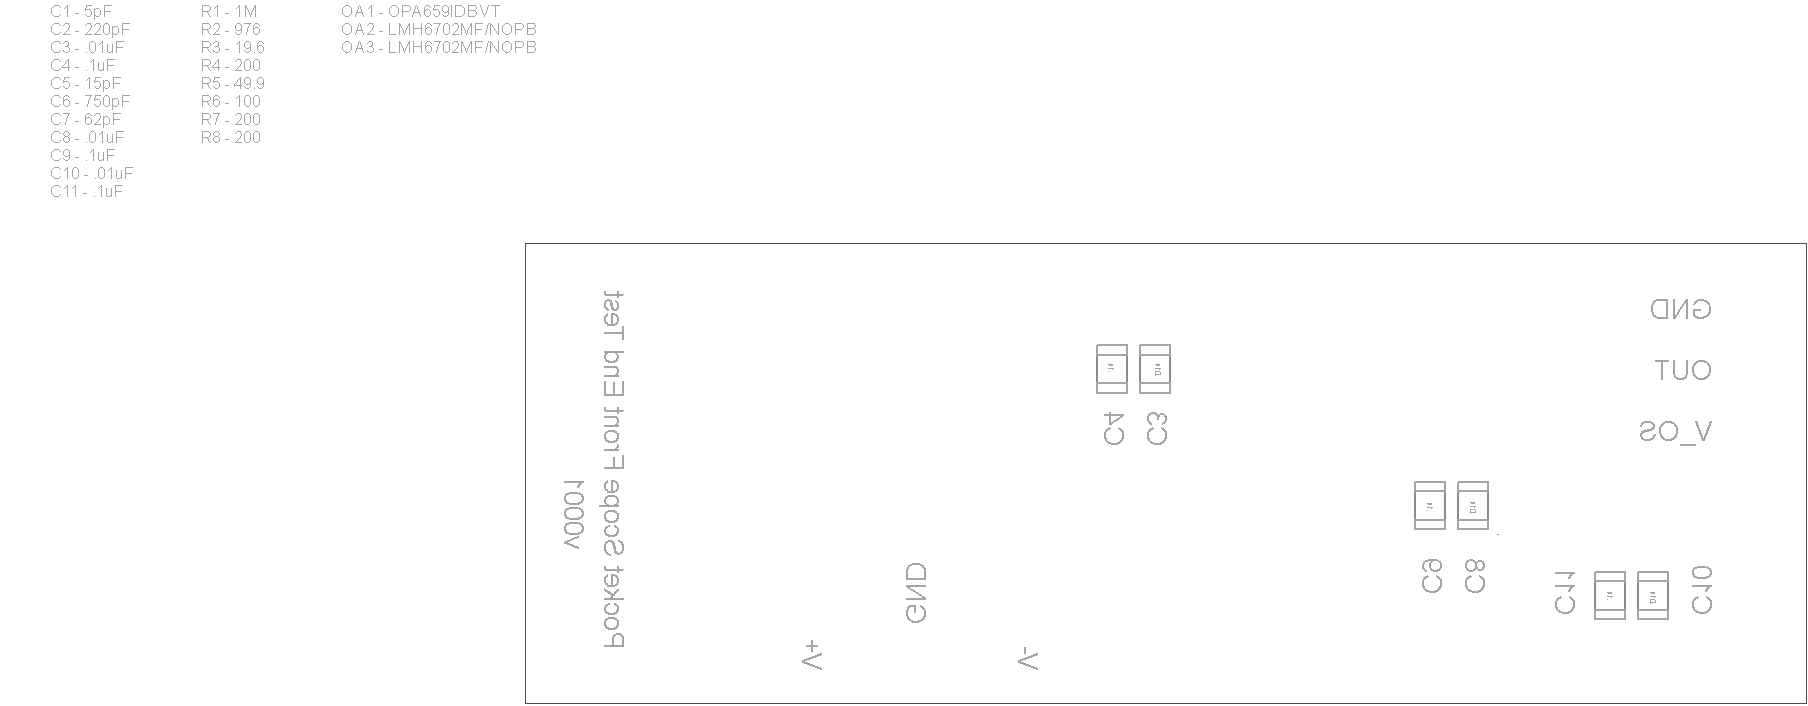 C1 - 5pF
C2 - 220pF
C3 - .01uF
C4 - .1uF
C5 - 15pF
C6 - 750pF
C7 - 62pF
C8 - .01uF
C9 - .1uF
C10 - .01uF
C11 - .1uF
R1 - 1M
R2 - 976
R3 - 19.6
R4 - 200
R5 - 49.9
R6 - 100
R7 - 200
R8 - 200
OA1 - OPA659IDBVT
OA2 - LMH6702MF/NOPB
OA3 - LMH6702MF/NOPB
Pocket Scope Front End Test
v0001
GND
OUT
V_OS
C4
C3
C9
C8
C11
C10
GND
V+
V-